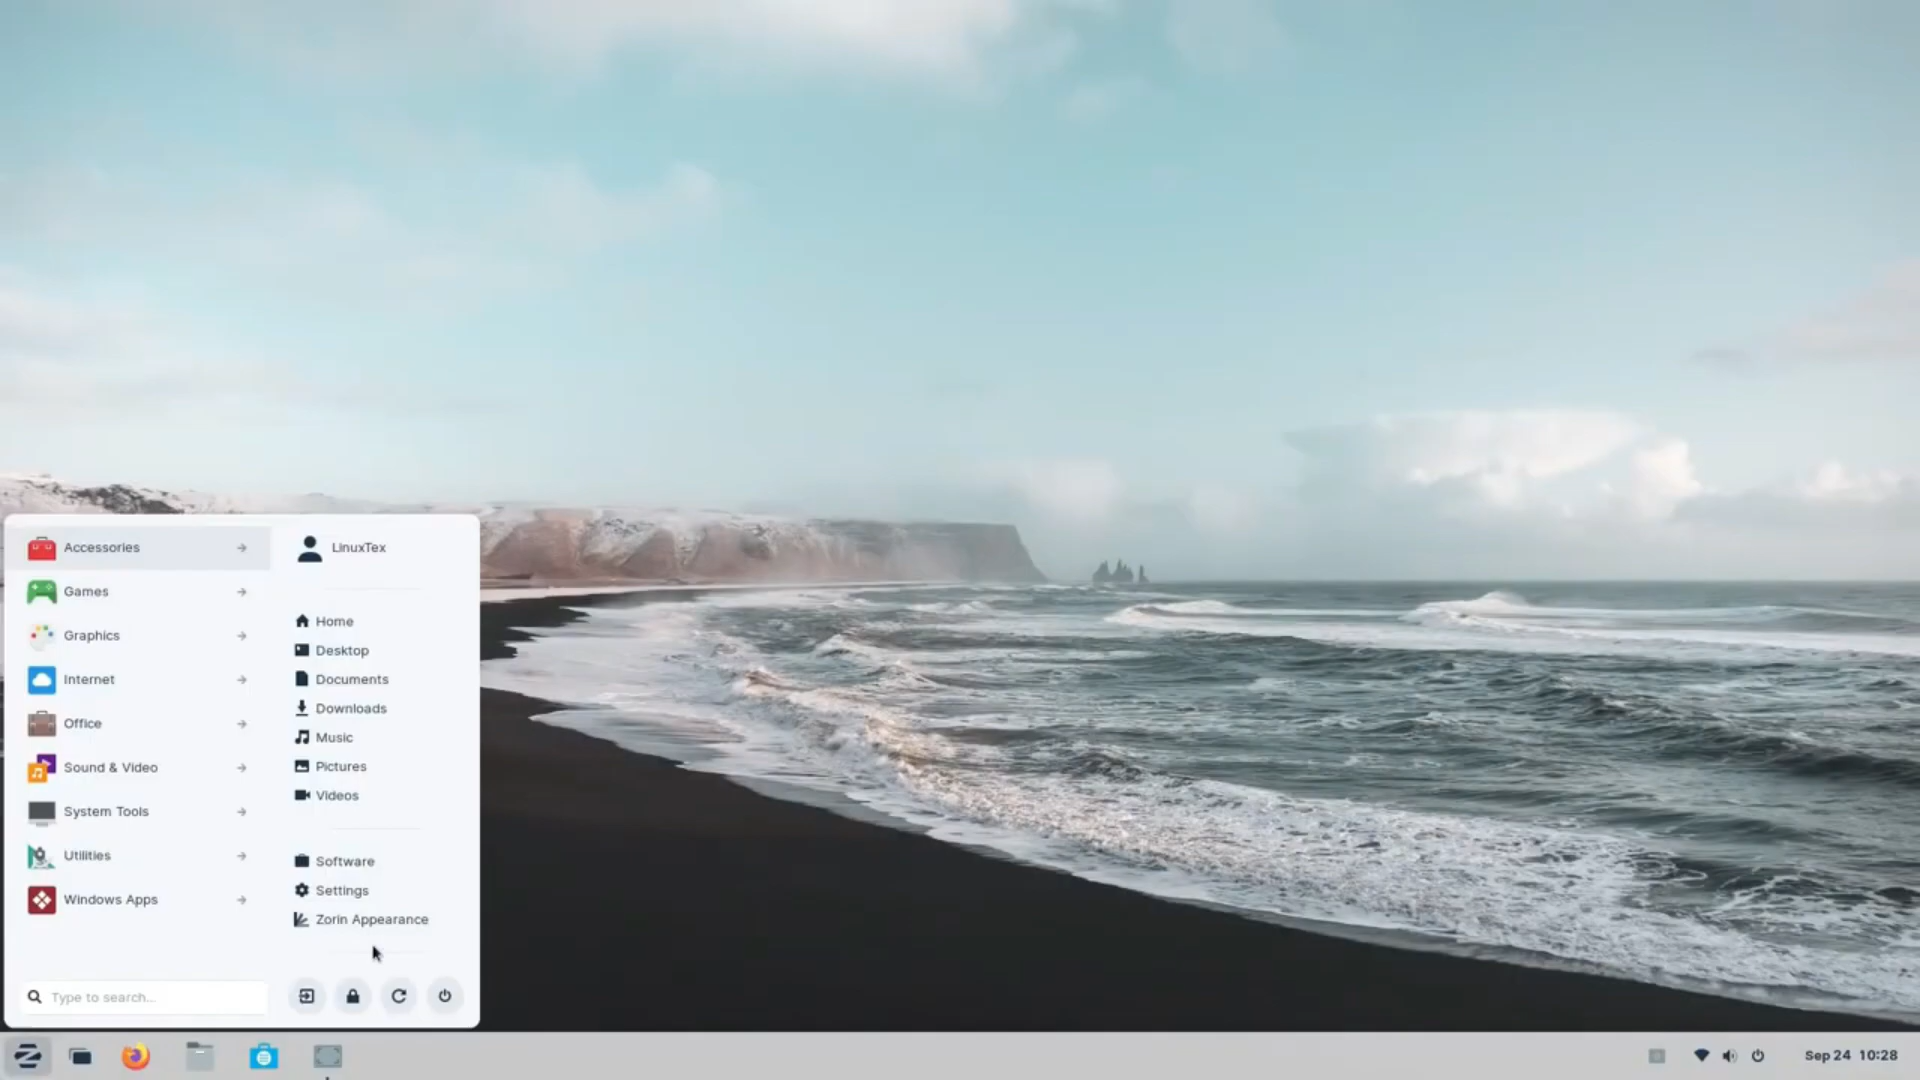 Accessories
Games
Graphics
Internet
Office
Sound & Video
System Tools
Utilities
Windows Apps
Type to search...
LinuxTex
Home
Desktop
Documents
Downloads
Music
Pictures
Videos
Software
Settings
Zorin Appearance
Sep 24 10:28